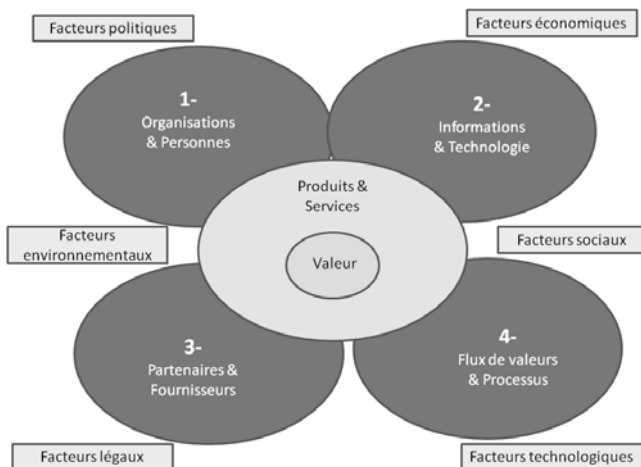 Facteurs politiques
Facteurs économiques
1-
Organisations
& Personnes
2-
Informations
& Technologie
Produits &
Services
Facteurs
environnementaux
Valeur
Facteurs sociaux
3-
Partenaires &
Fournisseurs
4-
Flux de valeurs
& Processus
Facteurs légaux
Facteurs technologiques